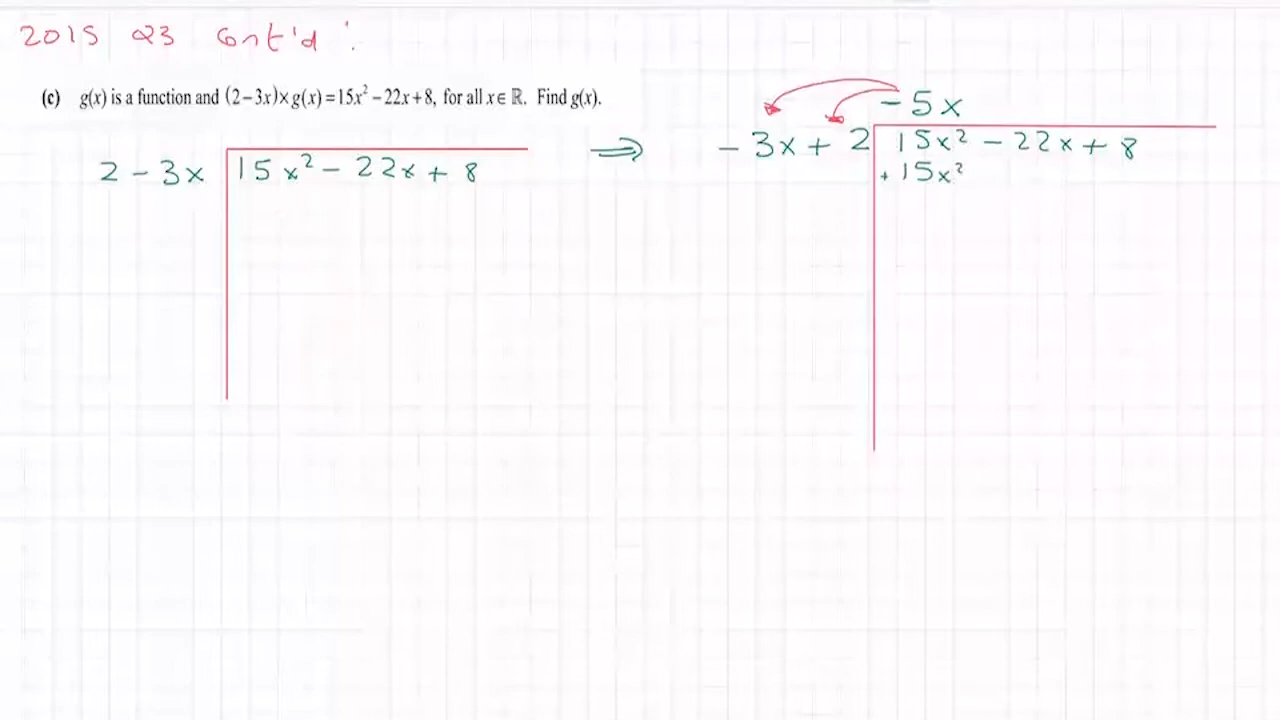 2015 Q3 Cont'd :
(c) g(x) is a function and (2−3x)×g(x)=15x²−22x+8, for all x∈ℝ. Find g(x).
2 − 3x 15x² − 22x + 8
⇒
− 5x
− 3x + 2 15x² − 22x + 8
+ 15x²